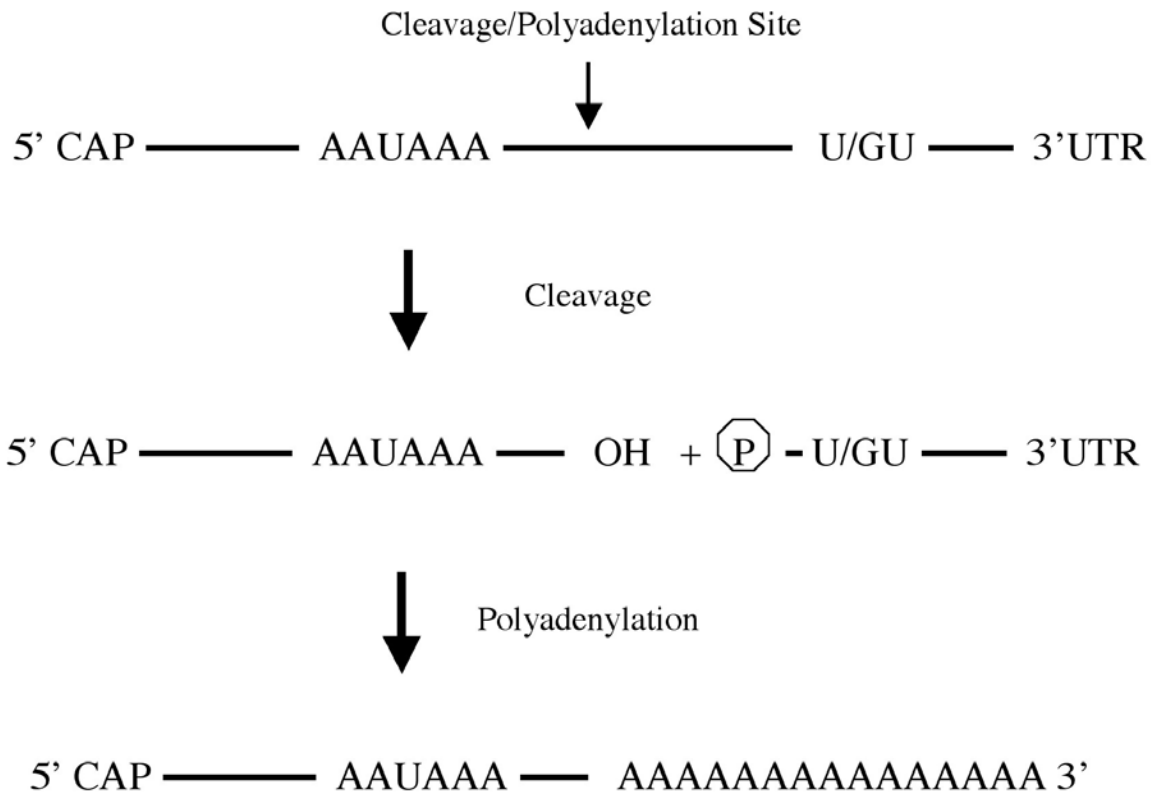 Cleavage/Polyadenylation Site
5’ CAP AAUAAA U/GU 3’UTR
Cleavage
5’ CAP AAUAAA OH + P U/GU 3’UTR
Polyadenylation
5’ CAP AAUAAA AAAAAAAAAAAAAAA 3’